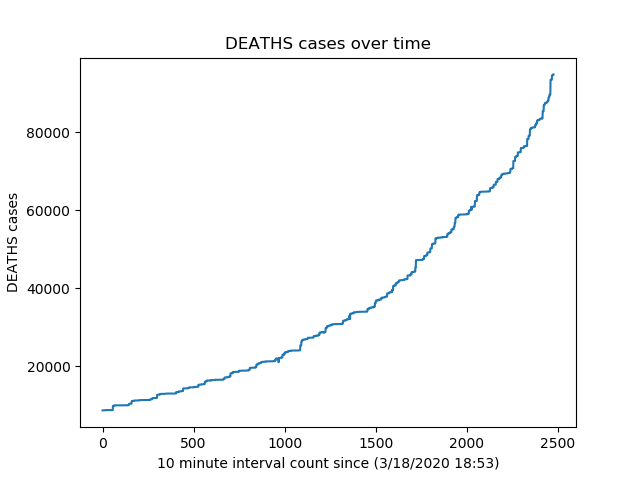 DEATHS cases over time
DEATHS cases
80000
60000
40000
20000
0 500 1000 1500 2000 2500
10 minute interval count since (3/18/2020 18:53)